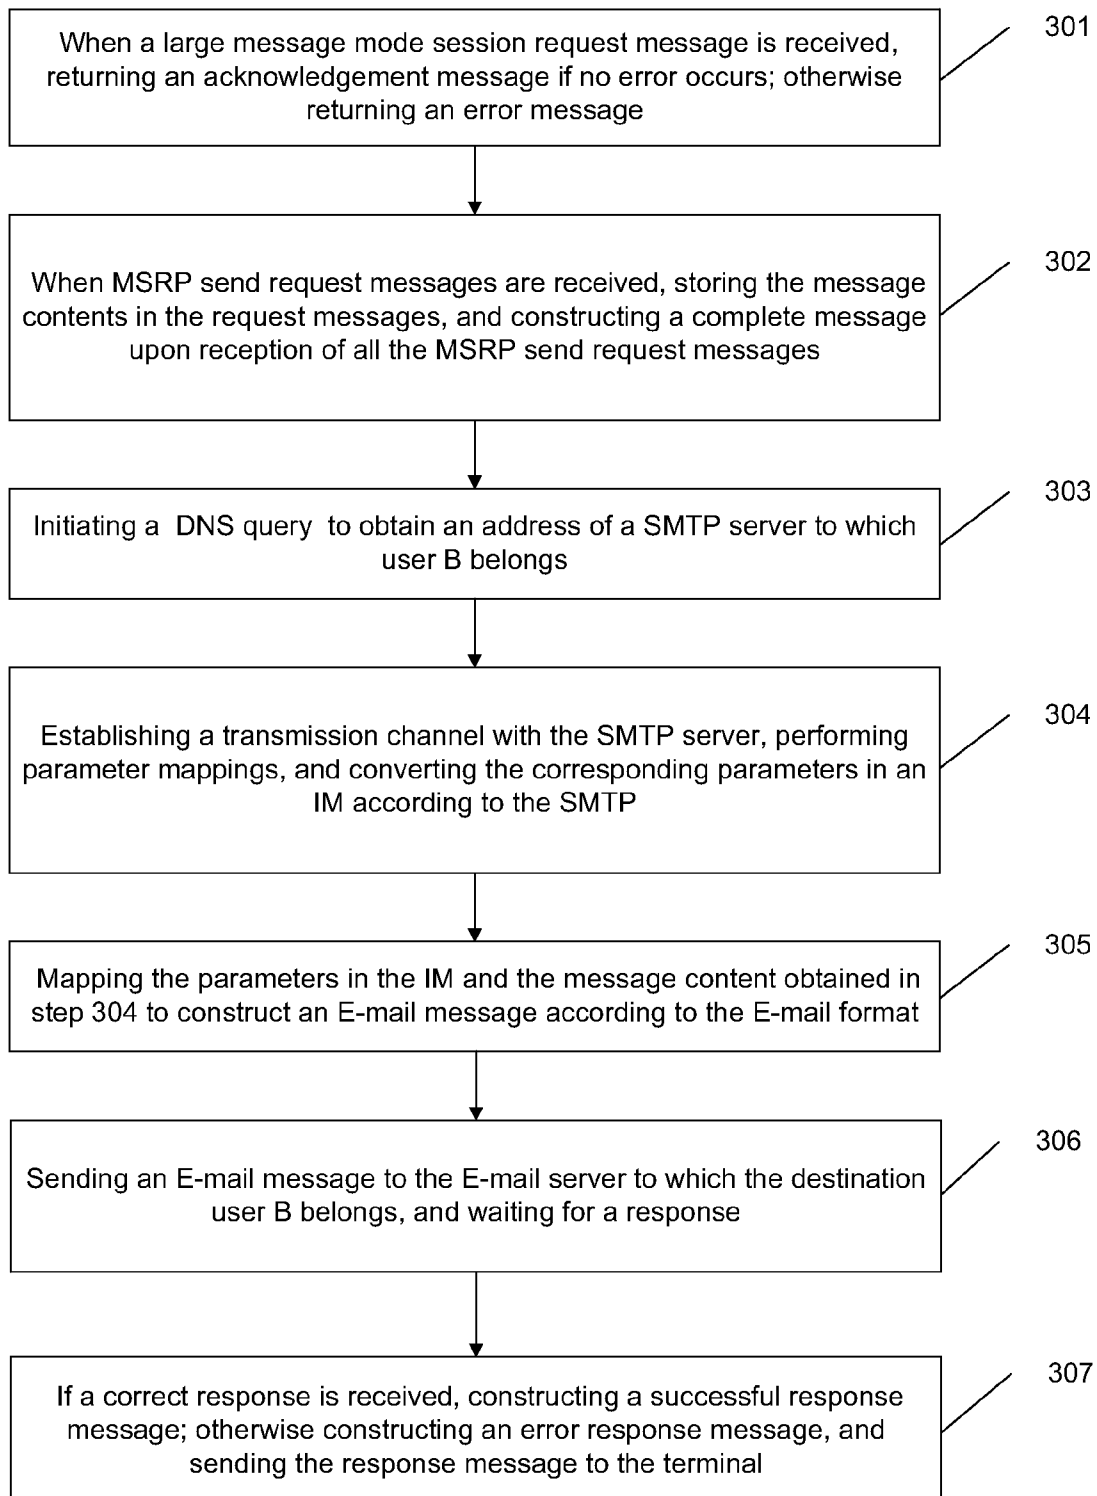 When a large message mode session request message is received,
returning an acknowledgement message if no error occurs; otherwise
returning an error message
301
When MSRP send request messages are received, storing the message
contents in the request messages, and constructing a complete message
upon reception of all the MSRP send request messages
302
Initiating a DNS query to obtain an address of a SMTP server to which
user B belongs
303
Establishing a transmission channel with the SMTP server, performing
parameter mappings, and converting the corresponding parameters in an
IM according to the SMTP
304
Mapping the parameters in the IM and the message content obtained in
step 304 to construct an E-mail message according to the E-mail format
305
Sending an E-mail message to the E-mail server to which the destination
user B belongs, and waiting for a response
306
If a correct response is received, constructing a successful response
message; otherwise constructing an error response message, and
sending the response message to the terminal
307